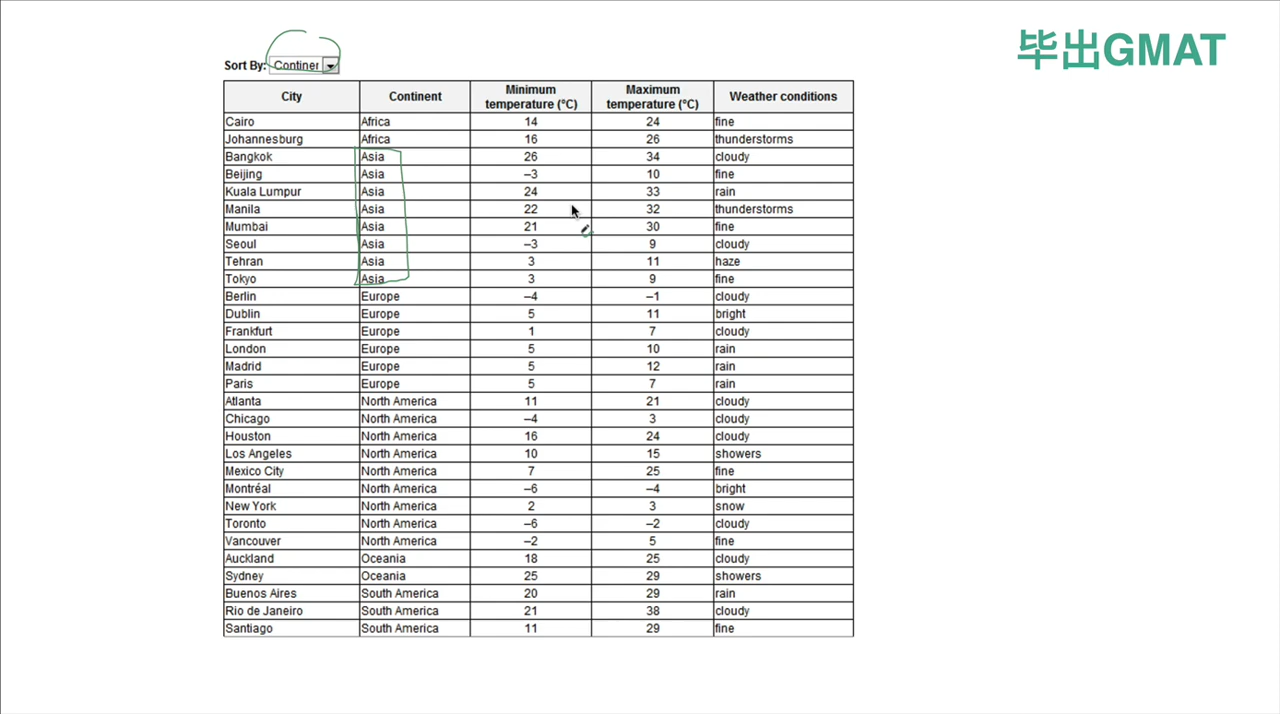 毕出GMAT
Sort By: Continer
City Continent Minimum temperature (°C) Maximum temperature (°C) Weather conditions
Cairo Africa 14 24 fine
Johannesburg Africa 16 26 thunderstorms
Bangkok Asia 26 34 cloudy
Beijing Asia –3 10 fine
Kuala Lumpur Asia 24 33 rain
Manila Asia 22 32 thunderstorms
Mumbai Asia 21 30 fine
Seoul Asia –3 9 cloudy
Tehran Asia 3 11 haze
Tokyo Asia 3 9 fine
Berlin Europe –4 –1 cloudy
Dublin Europe 5 11 bright
Frankfurt Europe 1 7 cloudy
London Europe 5 10 rain
Madrid Europe 5 12 rain
Paris Europe 5 7 rain
Atlanta North America 11 21 cloudy
Chicago North America –4 3 cloudy
Houston North America 16 24 cloudy
Los Angeles North America 10 15 showers
Mexico City North America 7 25 fine
Montréal North America –6 –4 bright
New York North America 2 3 snow
Toronto North America –6 –2 cloudy
Vancouver North America –2 5 fine
Auckland Oceania 18 25 cloudy
Sydney Oceania 25 29 showers
Buenos Aires South America 20 29 rain
Rio de Janeiro South America 21 38 cloudy
Santiago South America 11 29 fine